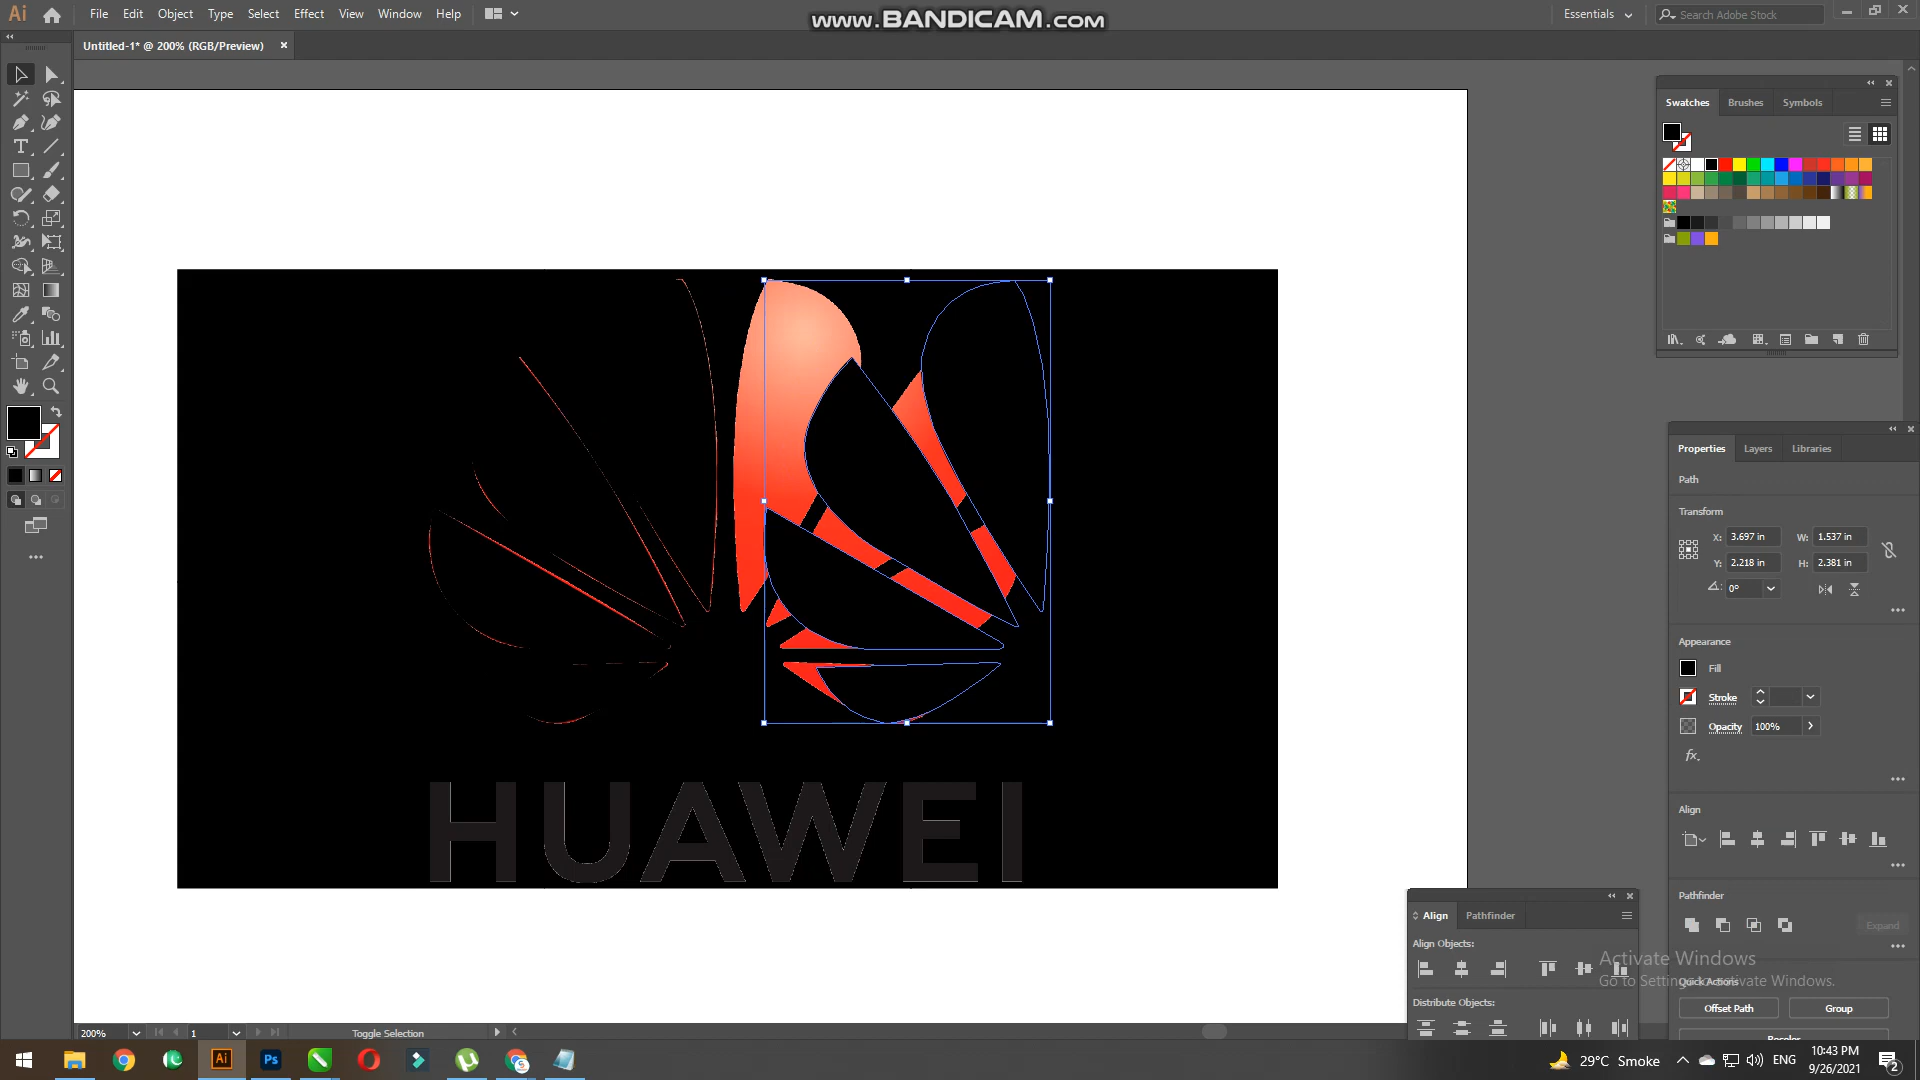 Ai File Edit Object Type Select Effect View Window Help
www.BANDICAM.com
Essentials
Search Adobe Stock
Untitled-1* @ 200% (RGB/Preview) ×
Swatches Brushes Symbols
Properties Layers Libraries
Path
Transform
X: 3.697 in W: 1.537 in
Y: 2.218 in H: 2.381 in
0°
Appearance
Fill
Stroke
Opacity 100%
fx.
Align
Pathfinder
Expand
HUAWEI
Align Pathfinder
Align Objects:
Distribute Objects:
Activate Windows
Go to Settings to activate Windows.
Quick Actions
Offset Path Group
Recolor
200% 1 Toggle Selection
Ai Ps
29°C Smoke ENG 10:43 PM
9/26/2021
2